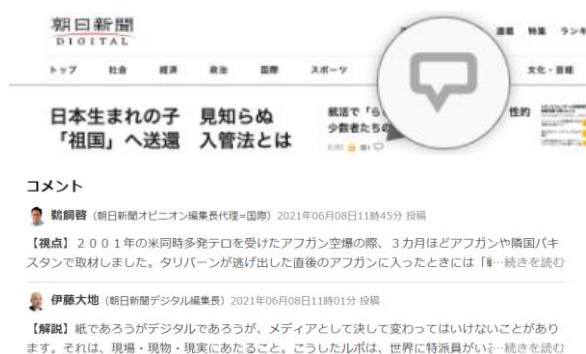 朝日新聞
DIGITAL
連載 特集 ランキ
トップ 社会 経済 政治 国際 スポーツ 文化・芸能
日本生まれの子 見知らぬ
「祖国」へ送還 入管法とは
就活で「ら
少数者たちの
性的
コメント
鵜飼啓（朝日新聞オピニオン編集長代理=国際）2021年06月08日11時45分 投稿
【視点】２００１年の米同時多発テロを受けたアフガン空爆の際、３カ月ほどアフガンや隣国パキ
スタンで取材しました。タリバーンが逃げ出した直後のアフガンに入ったときには「…続きを読む
伊藤大地（朝日新聞デジタル編集長）2021年06月08日11時01分 投稿
【解説】紙であろうがデジタルであろうが、メディアとして決して変わってはいけないことがあり
ます。それは、現場・現物・現実にあたること。こうしたルポは、世界に特派員がい…続きを読む